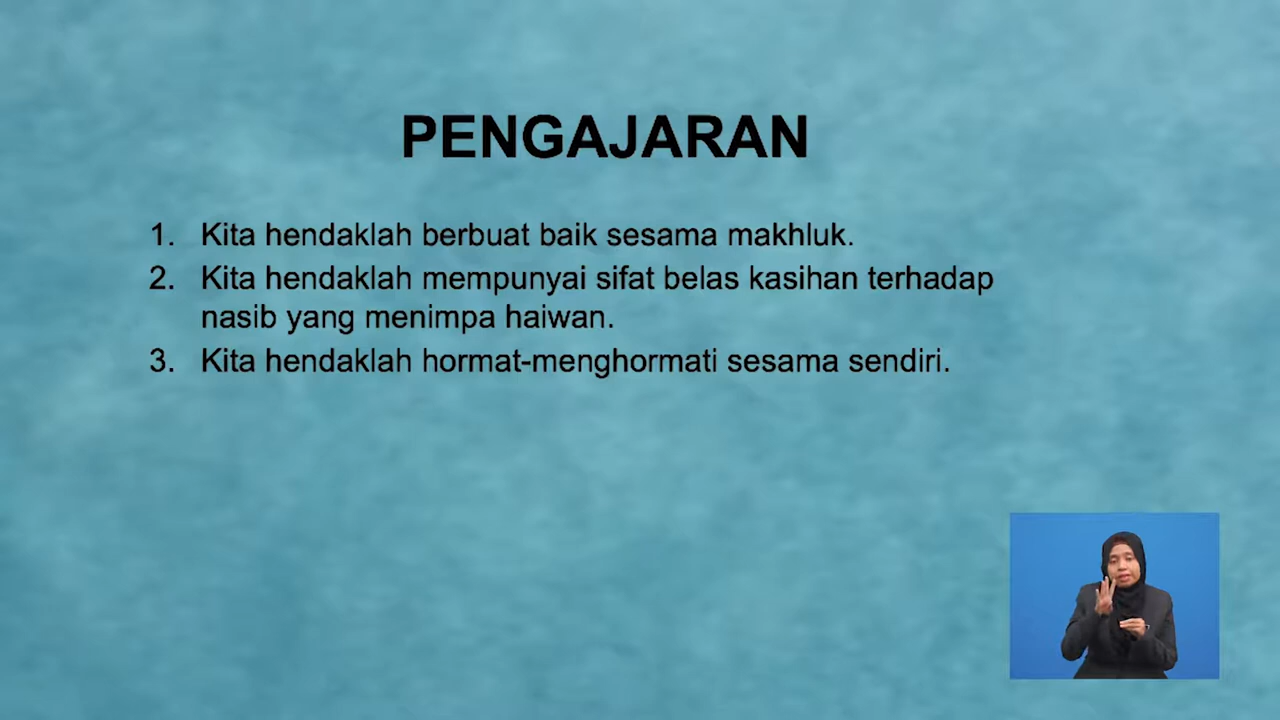 PENGAJARAN
1. Kita hendaklah berbuat baik sesama makhluk.
2. Kita hendaklah mempunyai sifat belas kasihan terhadap
nasib yang menimpa haiwan.
3. Kita hendaklah hormat-menghormati sesama sendiri.